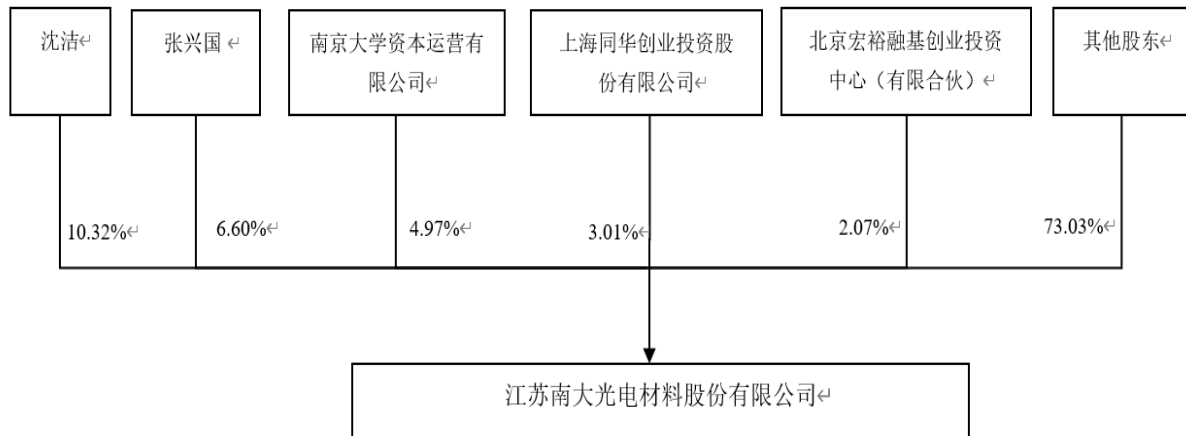 沈洁
张兴国
南京大学资本运营有
限公司
上海同华创业投资股
份有限公司
北京宏裕融基创业投资
中心（有限合伙）
其他股东
10.32%
6.60%
4.97%
3.01%
2.07%
73.03%
江苏南大光电材料股份有限公司